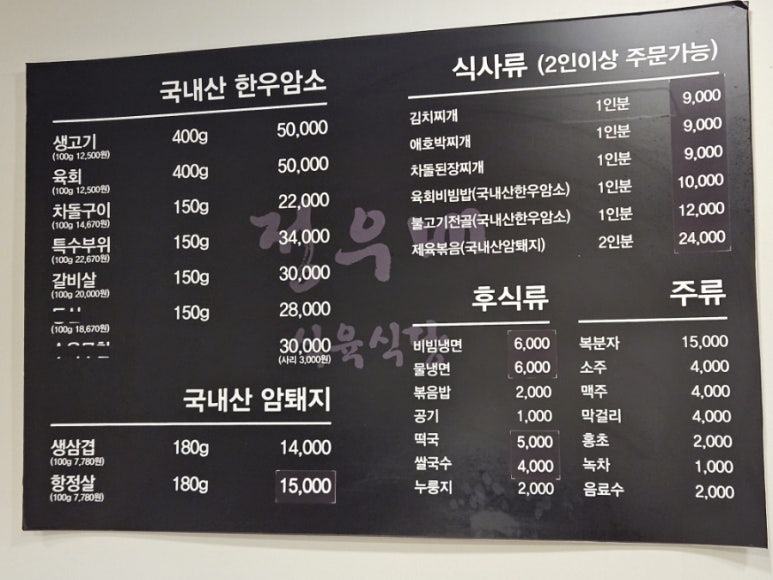 국내산 한우암소
생고기 400g 50,000
(100g 12,500원)
육회 400g 50,000
(100g 12,500원)
차돌구이 150g 22,000
(100g 14,670원)
특수부위 150g 34,000
(100g 22,670원)
갈비살 150g 30,000
(100g 20,000원)
150g 28,000
(100g 18,670원)
30,000
(사리 3,000원)
국내산 암퇘지
생삼겹 180g 14,000
(100g 7,780원)
항정살 180g 15,000
(100g 7,780원)
식사류 (2인이상 주문가능)
김치찌개 1인분 9,000
애호박찌개 1인분 9,000
차돌된장찌개 1인분 9,000
육회비빔밥(국내산한우암소) 1인분 10,000
불고기전골(국내산한우암소) 1인분 12,000
제육볶음(국내산암퇘지) 2인분 24,000
후식류
비빔냉면 6,000
물냉면 6,000
볶음밥 2,000
공기 1,000
떡국 5,000
쌀국수 4,000
누룽지 2,000
주류
복분자 15,000
소주 4,000
맥주 4,000
막걸리 4,000
홍초 2,000
녹차 1,000
음료수 2,000